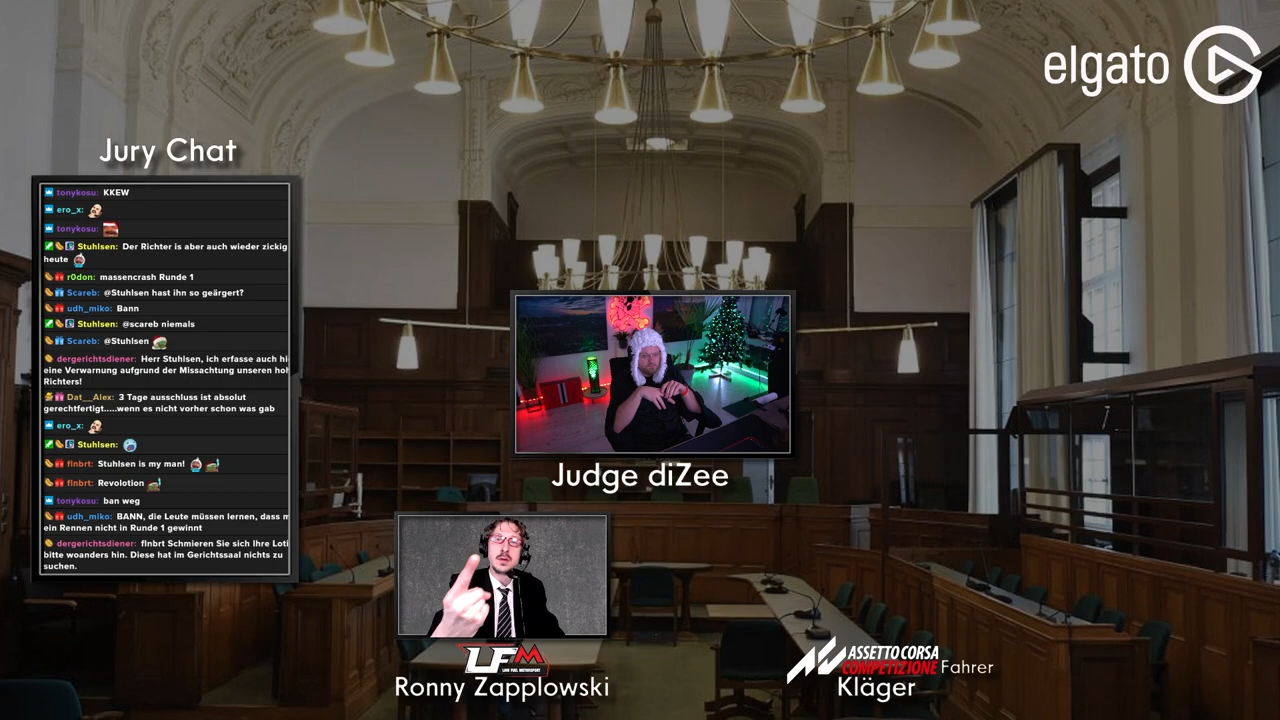 elgato
Jury Chat
tonykosu: KKEW
ero_x:
tonykosu:
Stuhlsen: Der Richter is aber auch wieder zickig
heute
r0don: massencrash Runde 1
Scareb: @Stuhlsen hast ihn so geärgert?
udh_miko: Bann
Stuhlsen: @scareb niemals
Scareb: @Stuhlsen
dergerichtsdiener: Herr Stuhlsen, ich erfasse auch hi
eine Verwarnung aufgrund der Missachtung unseren hoh
Richters!
Dat__Alex: 3 Tage ausschluss ist absolut
gerechtfertigt.....wenn es nicht vorher schon was gab
ero_x:
Stuhlsen:
flnbrt: Stuhlsen is my man!
flnbrt: Revolotion
tonykosu: ban weg
udh_miko: BANN, die Leute müssen lernen, dass m
ein Rennen nicht in Runde 1 gewinnt
dergerichtsdiener: flnbrt Schmieren Sie sich Ihre Loti
bitte woanders hin. Diese hat im Gerichtssaal nichts zu
suchen.
Judge diZee
LFM
LOW FUEL MOTORSPORT
Ronny Zapplowski
ASSETTO CORSA
COMPETIZIONE Fahrer
Kläger